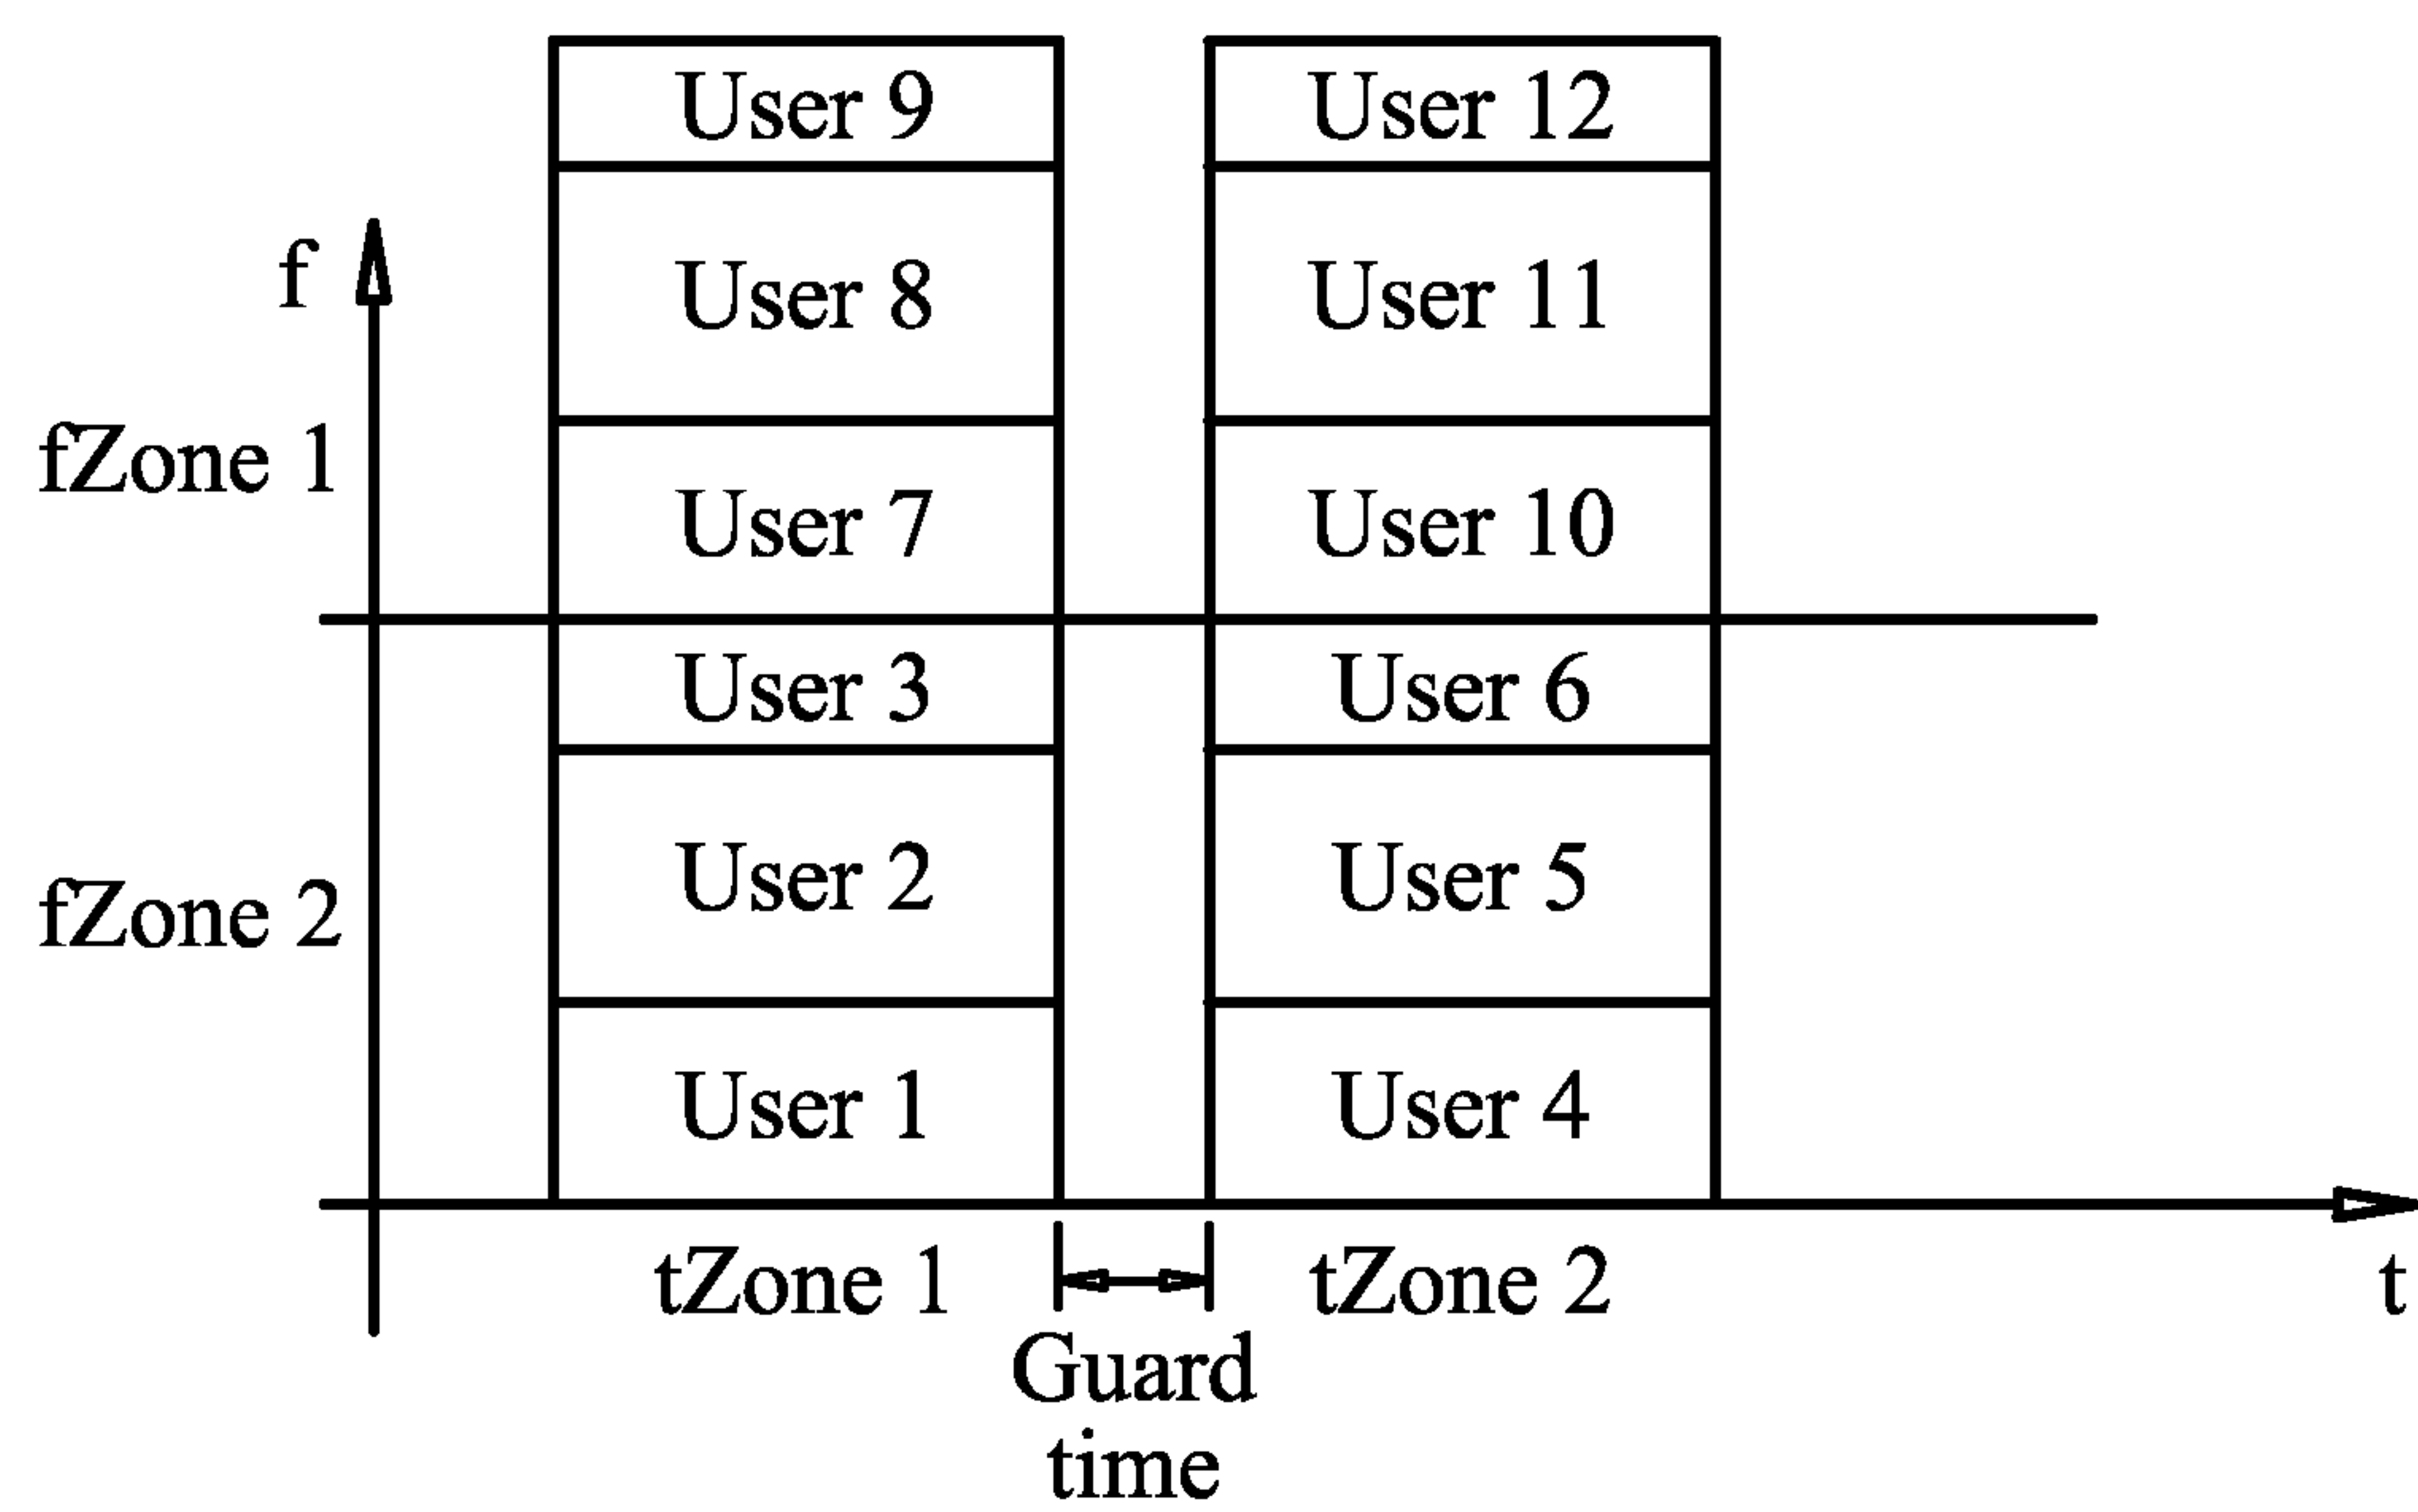 User 9
User 12
f
User 8
User 11
fZone 1
User 7
User 10
User 3
User 6
fZone 2
User 2
User 5
User 1
User 4
tZone 1
tZone 2
t
Guard
time